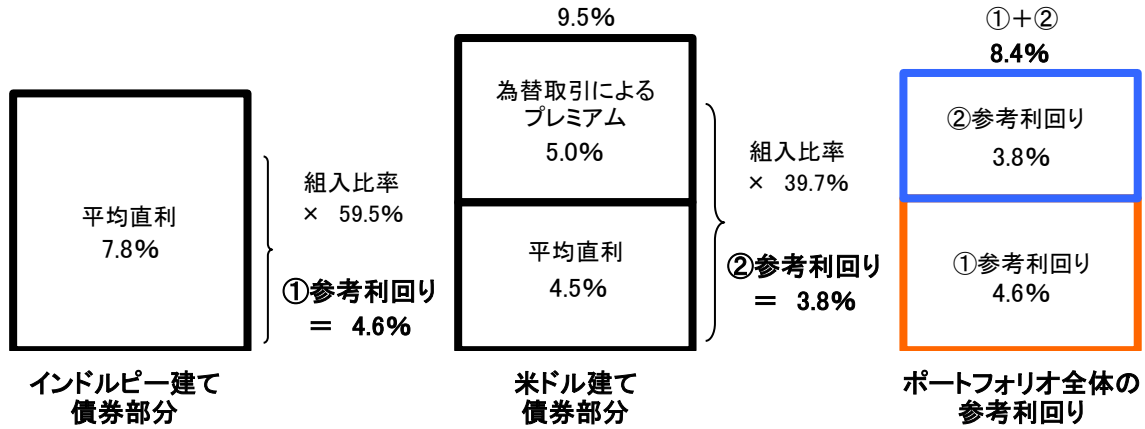 平均直利
7.8%
組入比率
× 59.5%
①参考利回り
= 4.6%
インドルピー建て
債券部分
9.5%
為替取引による
プレミアム
5.0%
平均直利
4.5%
組入比率
× 39.7%
②参考利回り
= 3.8%
米ドル建て
債券部分
①+②
8.4%
②参考利回り
3.8%
①参考利回り
4.6%
ポートフォリオ全体の
参考利回り